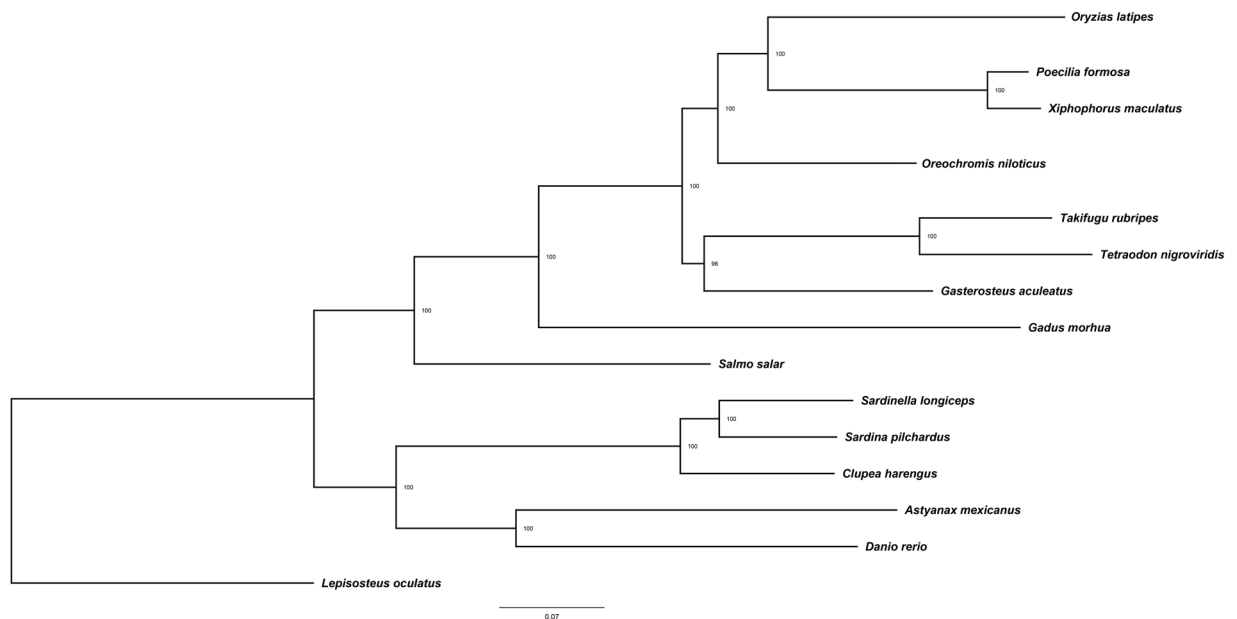 Oryzias latipes
100
Poecilia formosa
100
Xiphophorus maculatus
100
100
Oreochromis niloticus
100
Takifugu rubripes
100
Tetraodon nigroviridis
100
96
Gasterosteus aculeatus
Gadus morhua
100
Salmo salar
Sardinella longiceps
100
Sardina pilchardus
100
Clupea harengus
100
Astyanax mexicanus
100
Danio rerio
Lepisosteus oculatus
0.07